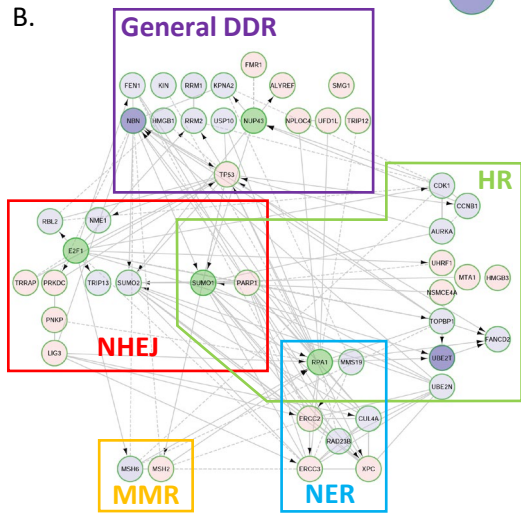 B.
General DDR
FMR1
FEN1 KIN RRM1 KPNA2 ALYREF SMG1
NBN HMGB1 RRM2 USP10 NUP43 NPLOC4 UFD1L TRIP12
TP53
HR
CDK1
CCNB1
AURKA
UHRF1
MTA1 HMGB3
NSMCE4A
TOPBP1
FANCD2
UBE2T
UBE2N
RBL2 NME1
E2F1
TRRAP PRKDC TRIP13 SUMO2 SUMO1 PARP1
PNKP
LIG3
NHEJ
RPA1 MMS19
ERCC2 CUL4A
RAD23B
ERCC3 XPC
NER
MSH6 MSH2
MMR